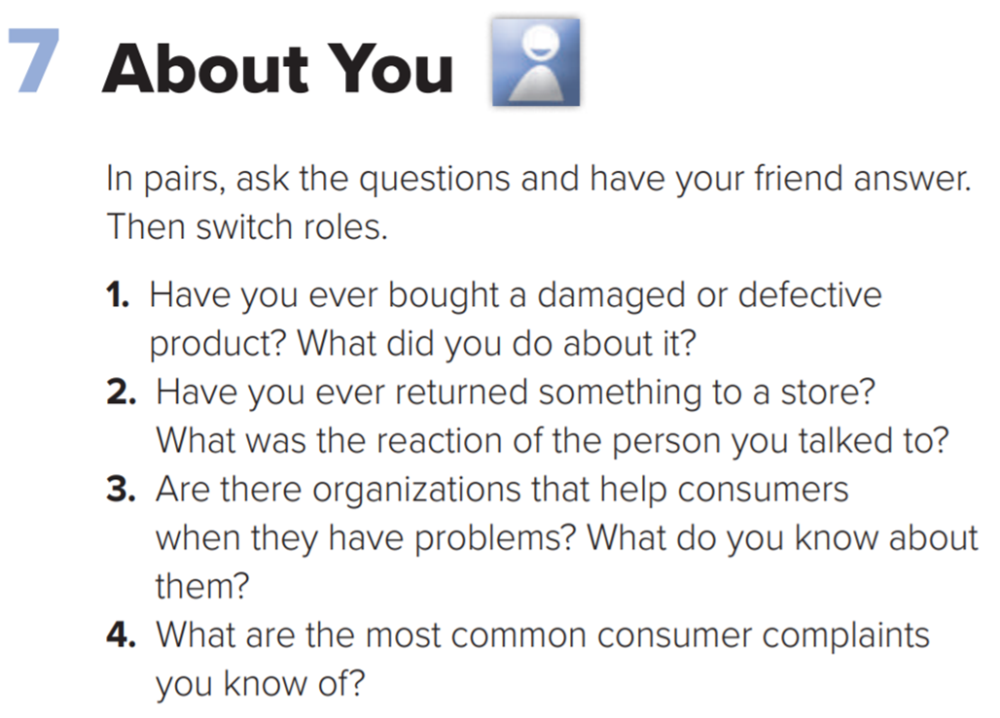 7 About You
In pairs, ask the questions and have your friend answer.
Then switch roles.
1. Have you ever bought a damaged or defective
product? What did you do about it?
2. Have you ever returned something to a store?
What was the reaction of the person you talked to?
3. Are there organizations that help consumers
when they have problems? What do you know about
them?
4. What are the most common consumer complaints
you know of?